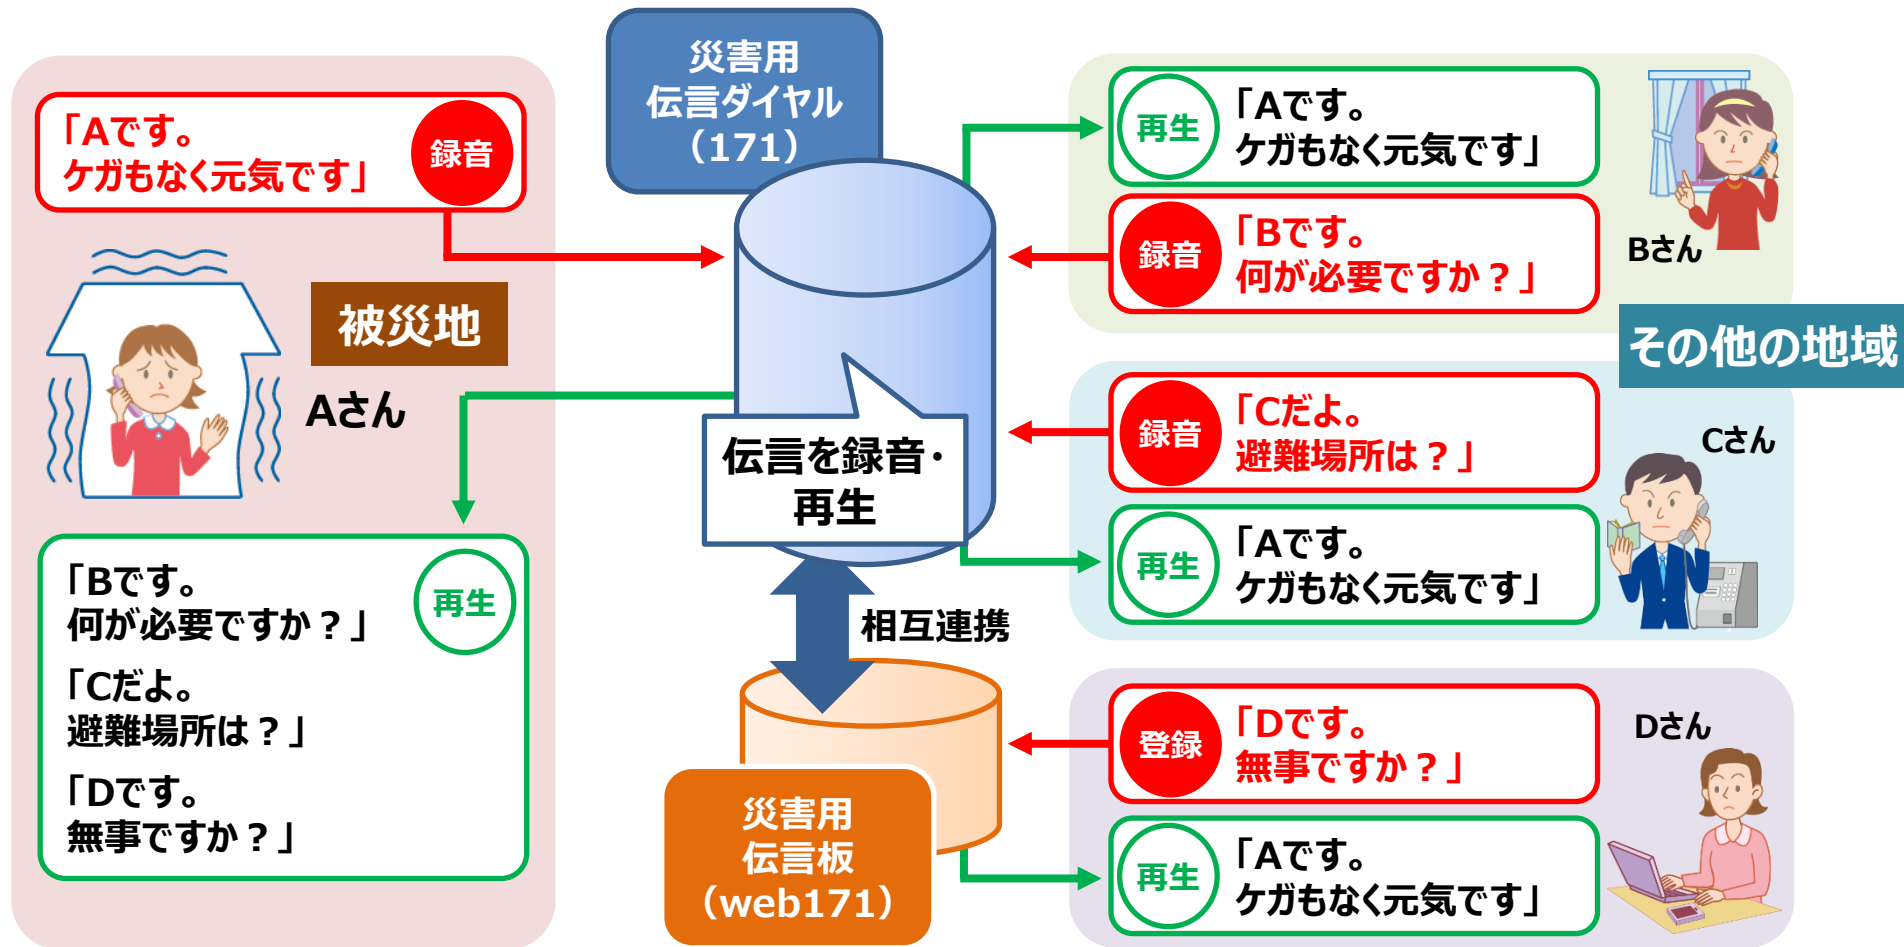 災害用
伝言ダイヤル
（171）
「Aです。
ケガもなく元気です」
録音
被災地
Aさん
「Bです。
何が必要ですか？」
再生
「Cだよ。
避難場所は？」
「Dです。
無事ですか？」
伝言を録音・
再生
相互連携
災害用
伝言板
（web171）
再生
「Aです。
ケガもなく元気です」
録音
「Bです。
何が必要ですか？」
Bさん
その他の地域
録音
「Cだよ。
避難場所は？」
Cさん
再生
「Aです。
ケガもなく元気です」
登録
「Dです。
無事ですか？」
Dさん
再生
「Aです。
ケガもなく元気です」